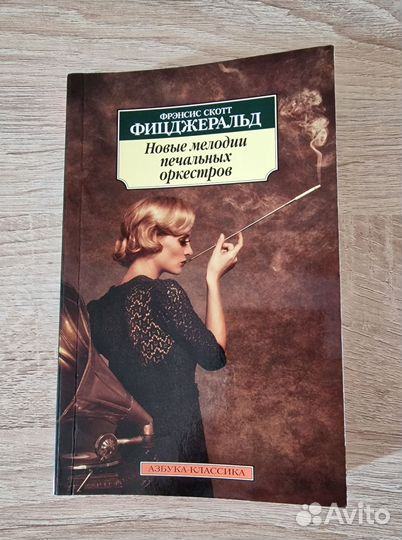 ФРЭНСИС СКОТТ
ФИЦДЖЕРАЛЬД
Новые мелодии
печальных
оркестров
АЗБУКА-КЛАССИКА
Avito